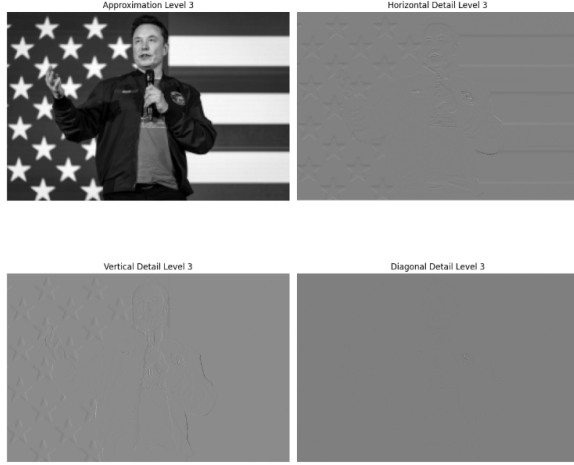 Approximation Level 3
Horizontal Detail Level 3
Vertical Detail Level 3
Diagonal Detail Level 3